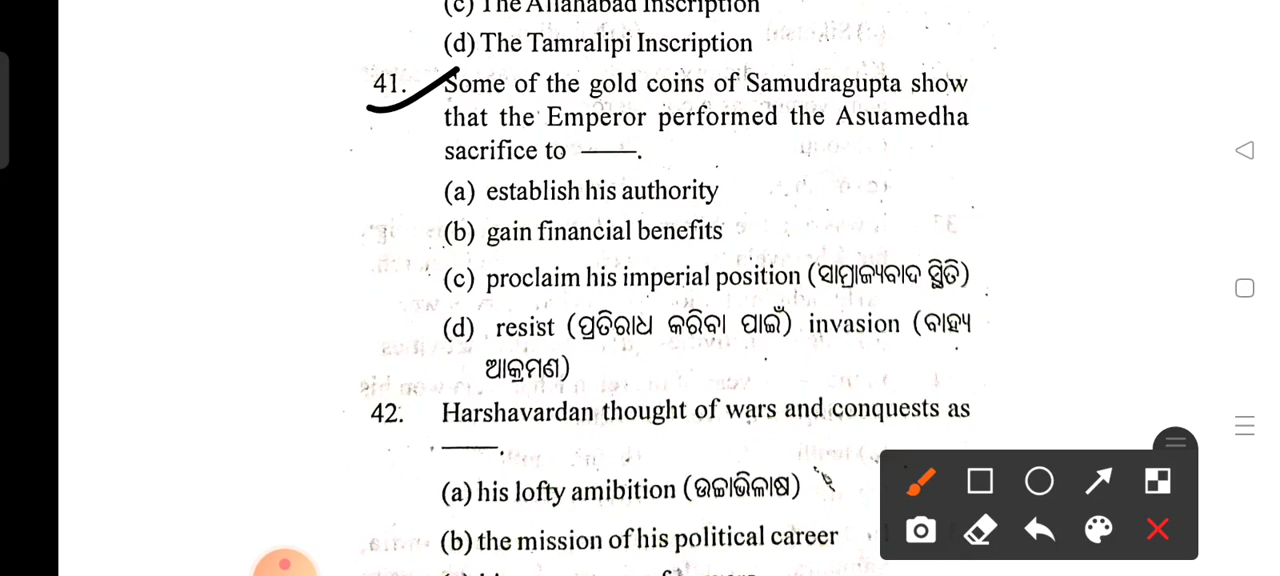 (c) The Allahabad Inscription
(d) The Tamralipi Inscription
41. Some of the gold coins of Samudragupta show
that the Emperor performed the Asuamedha
sacrifice to ——.
(a) establish his authority
(b) gain financial benefits
(c) proclaim his imperial position (ସାମ୍ରାଜ୍ୟବାଦ ସ୍ଥିତି)
(d) resist (ପ୍ରତିରାଧ କରିବା ପାଇଁ) invasion (ବାହ୍ୟ
ଆକ୍ରମଣ)
42. Harshavardan thought of wars and conquests as
——.
(a) his lofty amibition (ଉଚ୍ଚାଭିଳାଷ)
(b) the mission of his political career